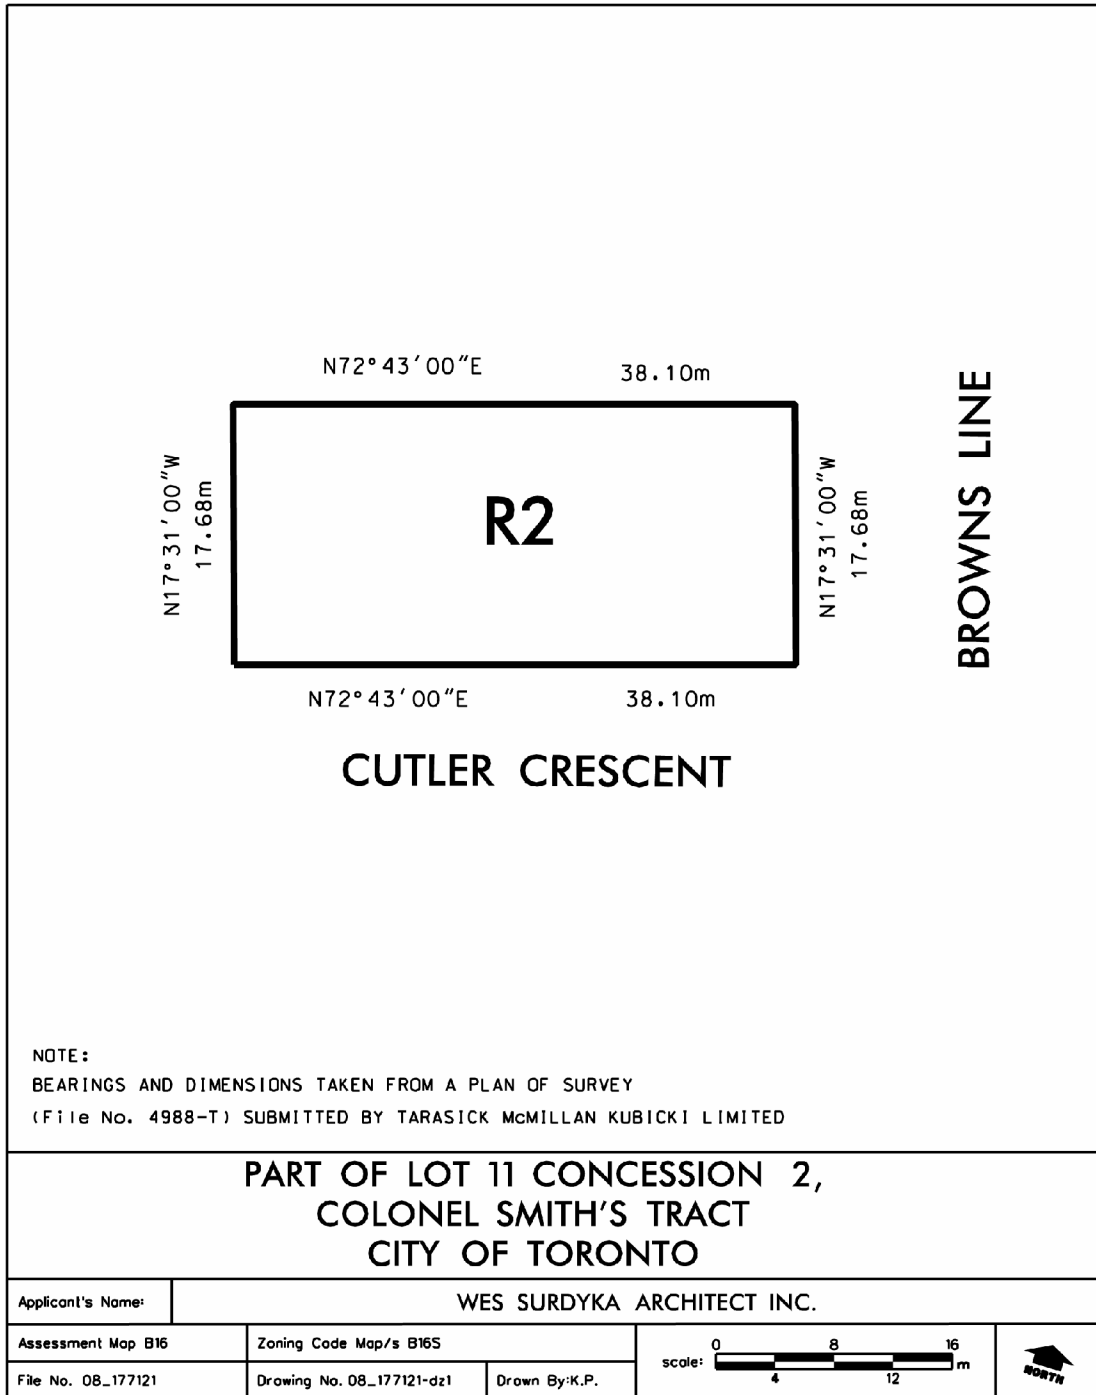 N72°43'00"E 38.10m
N17°31'00"W
17.68m
R2
N17°31'00"W
17.68m
BROWNS LINE
N72°43'00"E 38.10m
CUTLER CRESCENT
NOTE:
BEARINGS AND DIMENSIONS TAKEN FROM A PLAN OF SURVEY
(File No. 4988-T) SUBMITTED BY TARASICK McMILLAN KUBICKI LIMITED
PART OF LOT 11 CONCESSION 2,
COLONEL SMITH'S TRACT
CITY OF TORONTO
Applicant's Name: WES SURDYKA ARCHITECT INC.
Assessment Map B16 Zoning Code Map/s B16S
File No. 08_177121 Drawing No. 08_177121-dz1 Drawn By:K.P.
0 8 16
scale: m
4 12
NORTH